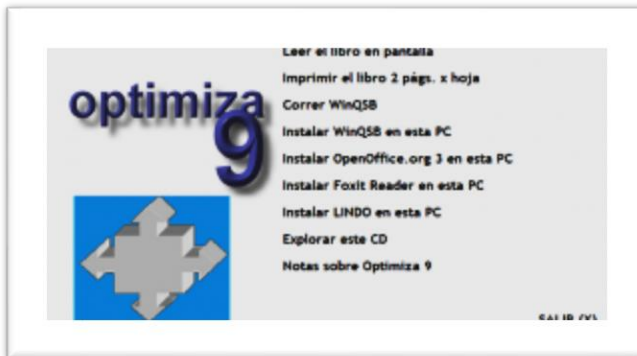 Leer el libro en pantalla
Imprimir el libro 2 págs. x hoja
optimiza
9
Correr WinQSB
Instalar WinQSB en esta PC
Instalar OpenOffice.org 3 en esta PC
Instalar Foxit Reader en esta PC
Instalar LINDO en esta PC
Explorar este CD
Notas sobre Optimiza 9
SALIR (X)